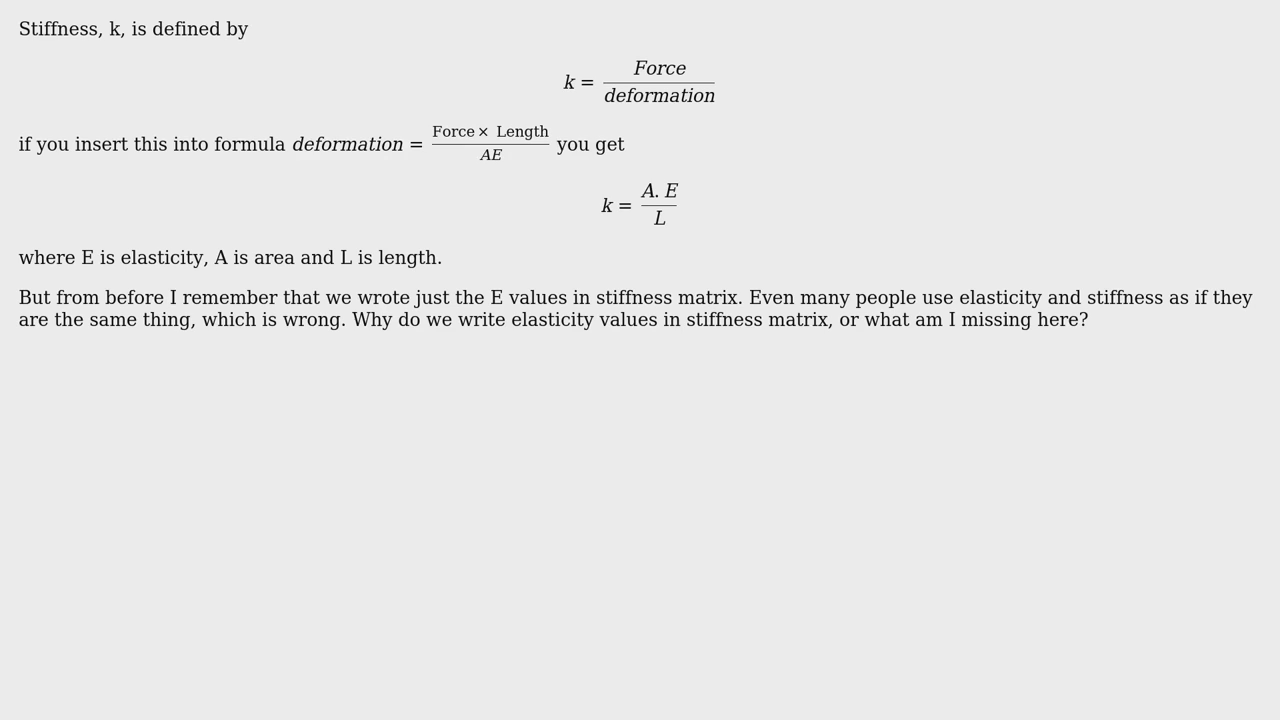 Stiffness, k, is defined by
k = Force / deformation
if you insert this into formula deformation = Force × Length / AE you get
k = A. E / L
where E is elasticity, A is area and L is length.
But from before I remember that we wrote just the E values in stiffness matrix. Even many people use elasticity and stiffness as if they
are the same thing, which is wrong. Why do we write elasticity values in stiffness matrix, or what am I missing here?